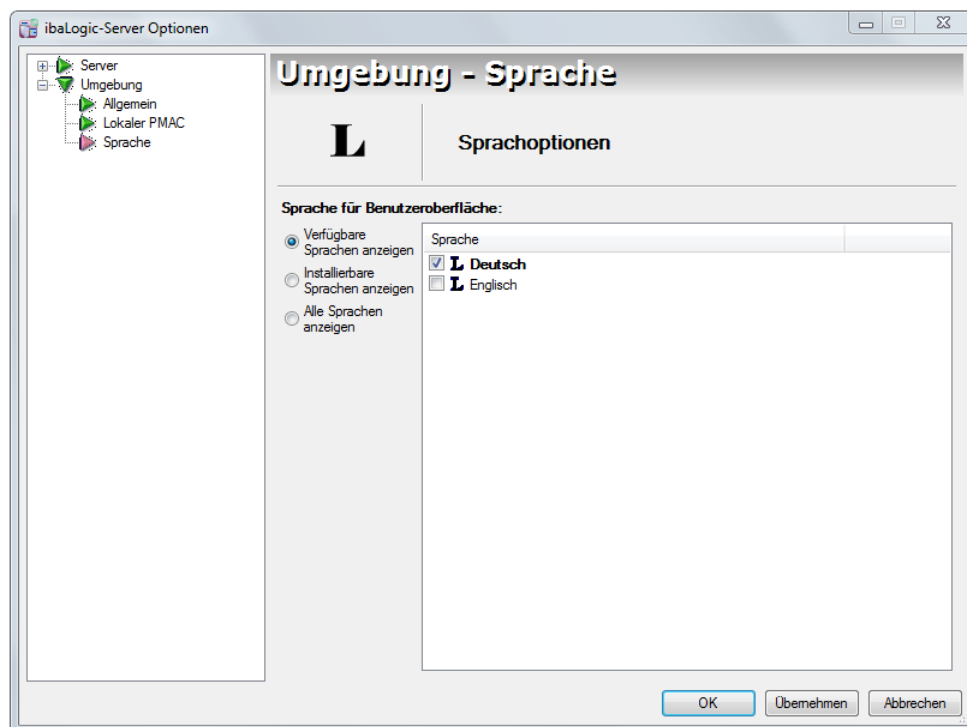 ibaLogic-Server Optionen
Server
Umgebung
Allgemein
Lokaler PMAC
Sprache
Umgebung - Sprache
L
Sprachoptionen
Sprache für Benutzeroberfläche:
Verfügbare
Sprachen anzeigen
Installierbare
Sprachen anzeigen
Alle Sprachen
anzeigen
Sprache
L Deutsch
L Englisch
OK
Übernehmen
Abbrechen